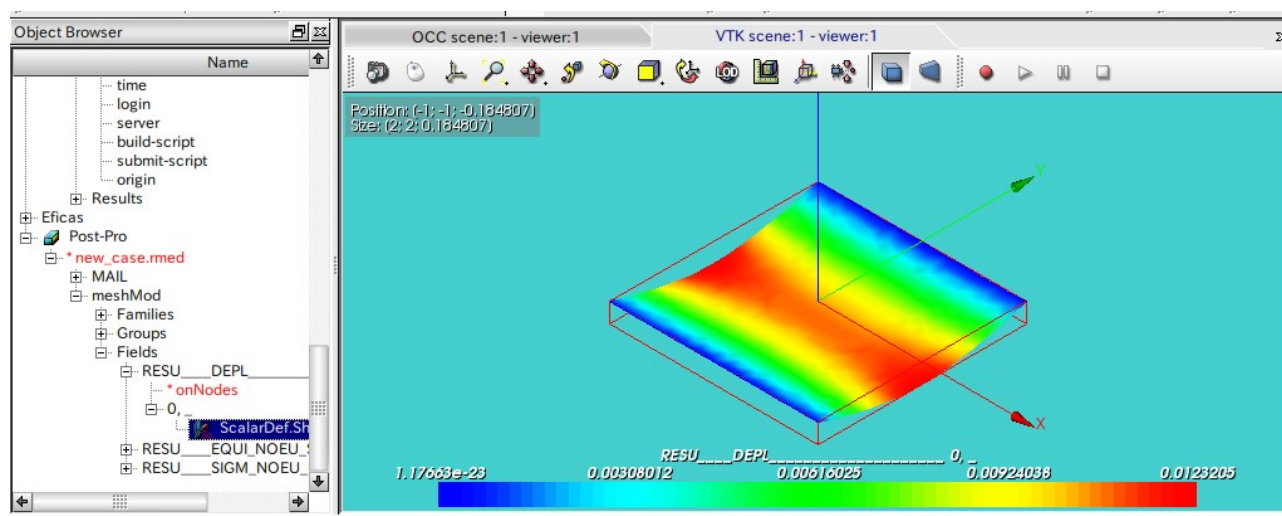 Object Browser
Name
time
login
server
build-script
submit-script
origin
Results
Eficas
Post-Pro
* new_case.rmed
MAIL
meshMod
Families
Groups
Fields
RESU____DEPL_________
* onNodes
0, _
ScalarDef.Sh
RESU____EQUI_NOEU_
RESU____SIGM_NOEU_
OCC scene:1 - viewer:1
VTK scene:1 - viewer:1
LOD
Position: (-1; -1; -0.184807)
Size: (2; 2; 0.184807)
Y
X
RESU____DEPL____________________ 0, _
1.17663e-23 0.00308012 0.00616025 0.00924038 0.0123205